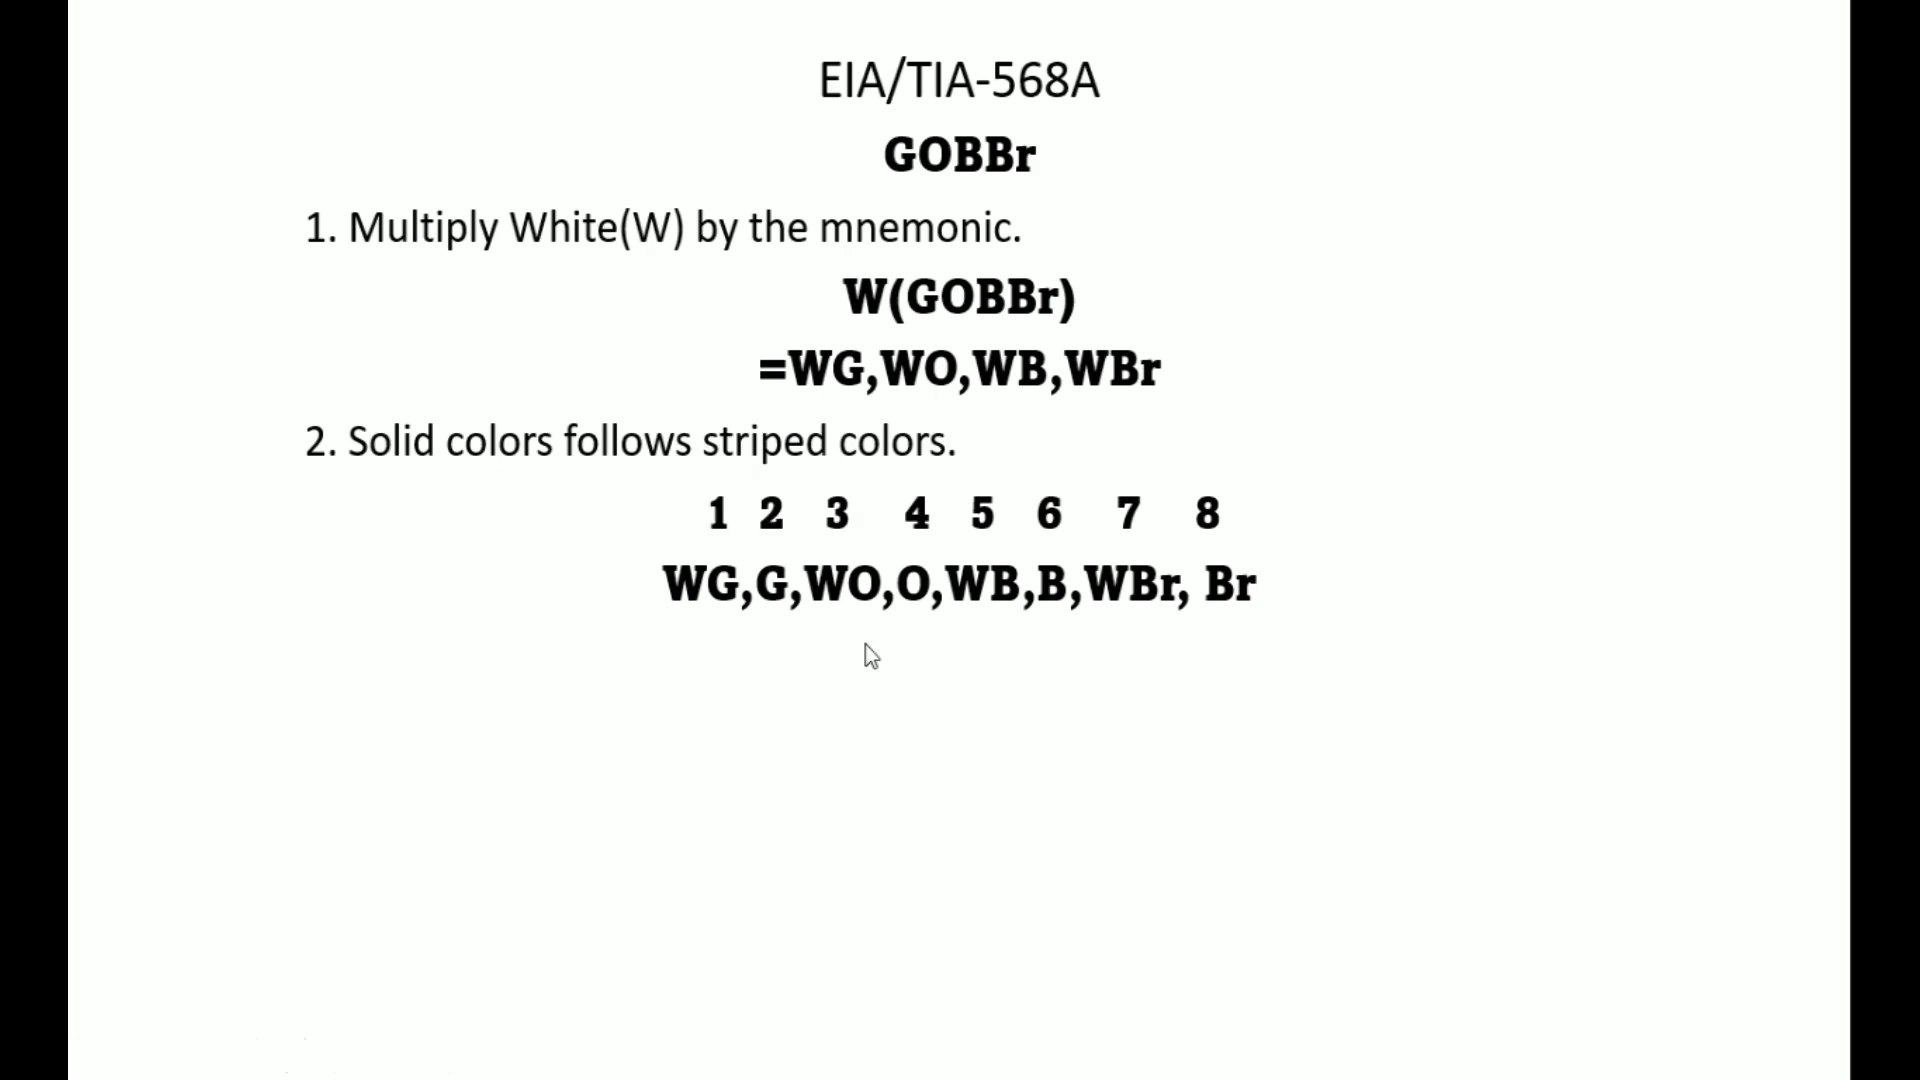 EIA/TIA-568A
GOBBr
1. Multiply White(W) by the mnemonic.
W(GOBBr)
=WG,WO,WB,WBr
2. Solid colors follows striped colors.
1 2 3 4 5 6 7 8
WG,G,WO,O,WB,B,WBr, Br